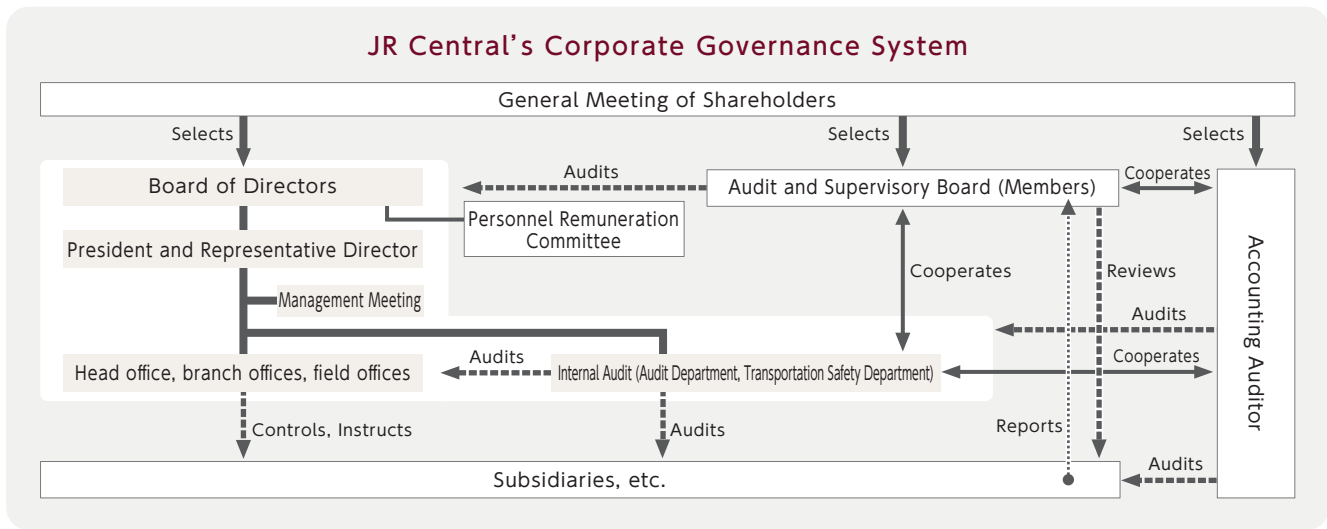 JR Central's Corporate Governance System
General Meeting of Shareholders
Selects
Selects
Selects
Board of Directors
Audits
Audit and Supervisory Board (Members)
Cooperates
Personnel Remuneration
Committee
President and Representative Director
Cooperates
Reviews
Accounting Auditor
Management Meeting
Audits
Head office, branch offices, field offices
Audits
Internal Audit (Audit Department, Transportation Safety Department)
Cooperates
Controls, Instructs
Audits
Reports
Subsidiaries, etc.
Audits